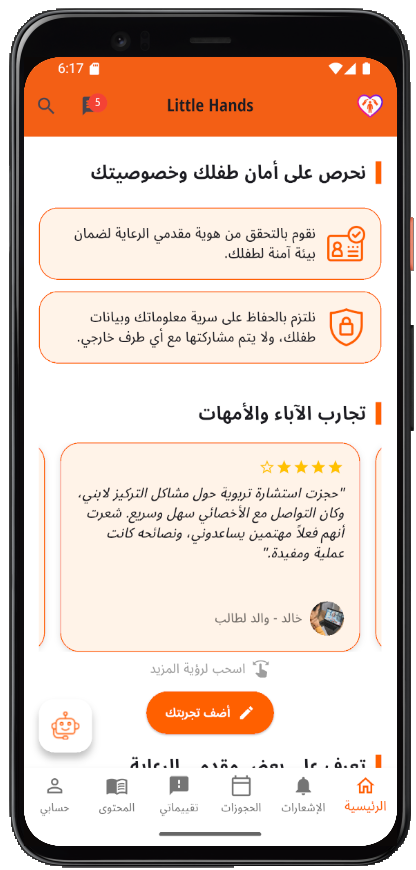 6:17
5
Little Hands
نحرص على أمان طفلك وخصوصيتك
نقوم بالتحقق من هوية مقدمي الرعاية لضمان
بيئة آمنة لطفلك.
نلتزم بالحفاظ على سرية معلوماتك وبيانات
طفلك، ولا يتم مشاركتها مع أي طرف خارجي.
تجارب الآباء والأمهات
"حجزت استشارة تربوية حول مشاكل التركيز لابني،
وكان التواصل مع الأخصائي سهل وسريع. شعرت
أنهم فعلاً مهتمين يساعدوني، ونصائحه كانت
عملية ومفيدة."
خالد - والد لطالب
اسحب لرؤية المزيد
أضف تجربتك
تعرف على بعض مقدمي الرعاية
الرئيسية
الإشعارات
الحجوزات
تقييماتي
المحتوى
حسابي